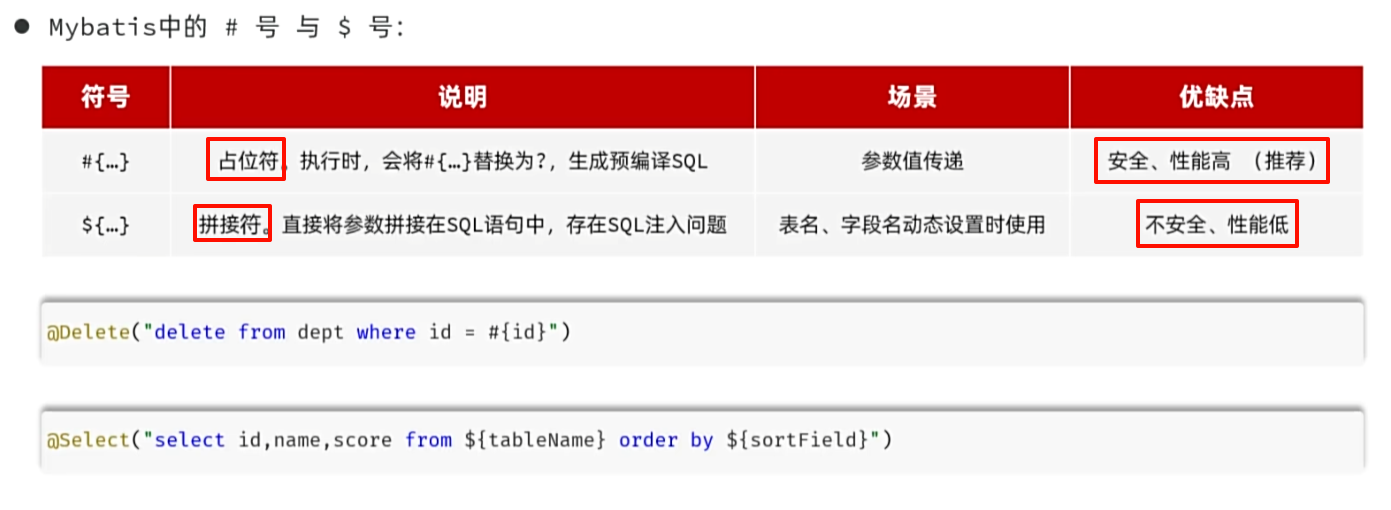 ● Mybatis中的 # 号 与 $ 号:
符号 说明 场景 优缺点
#{…} 占位符。执行时，会将#{…}替换为?，生成预编译SQL 参数值传递 安全、性能高 （推荐）
${…} 拼接符。直接将参数拼接在SQL语句中，存在SQL注入问题 表名、字段名动态设置时使用 不安全、性能低
@Delete("delete from dept where id = #{id}")
@Select("select id,name,score from ${tableName} order by ${sortField}")